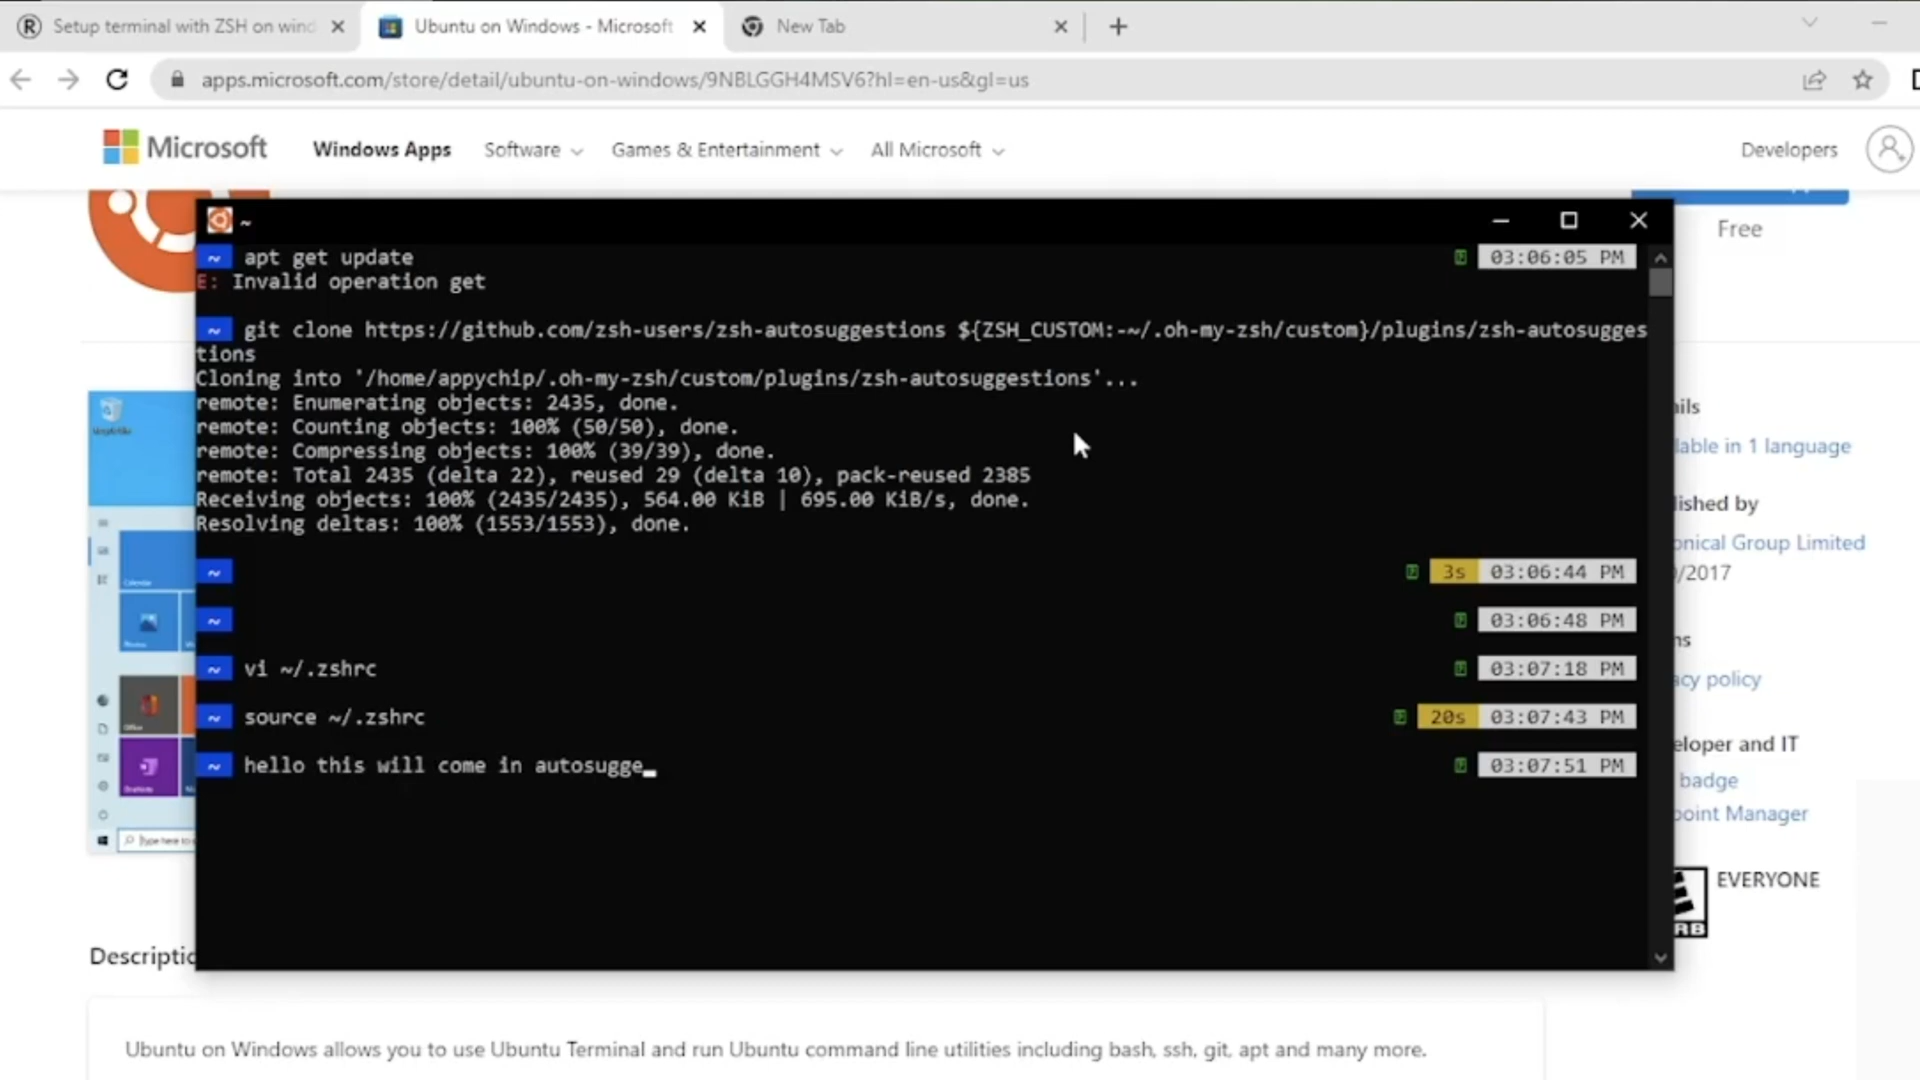 Setup terminal with ZSH on wind
Ubuntu on Windows - Microsoft
New Tab
apps.microsoft.com/store/detail/ubuntu-on-windows/9NBLGGH4MSV6?hl=en-us&gl=us
Microsoft
Windows Apps
Software
Games & Entertainment
All Microsoft
Developers
Free
~
~ apt get update 03:06:05 PM
E: Invalid operation get
~ git clone https://github.com/zsh-users/zsh-autosuggestions ${ZSH_CUSTOM:-~/.oh-my-zsh/custom}/plugins/zsh-autosugges
tions
Cloning into '/home/appychip/.oh-my-zsh/custom/plugins/zsh-autosuggestions'...
remote: Enumerating objects: 2435, done.
remote: Counting objects: 100% (50/50), done.
remote: Compressing objects: 100% (39/39), done.
remote: Total 2435 (delta 22), reused 29 (delta 10), pack-reused 2385
Receiving objects: 100% (2435/2435), 564.00 KiB | 695.00 KiB/s, done.
Resolving deltas: 100% (1553/1553), done.
~ 3s 03:06:44 PM
~ 03:06:48 PM
~ vi ~/.zshrc 03:07:18 PM
~ source ~/.zshrc 20s 03:07:43 PM
~ hello this will come in autosugge 03:07:51 PM
ils
lable in 1 language
lished by
onical Group Limited
/2017
ns
acy policy
eloper and IT
badge
point Manager
EVERYONE
RB
Type here to
Descriptio
Ubuntu on Windows allows you to use Ubuntu Terminal and run Ubuntu command line utilities including bash, ssh, git, apt and many more.